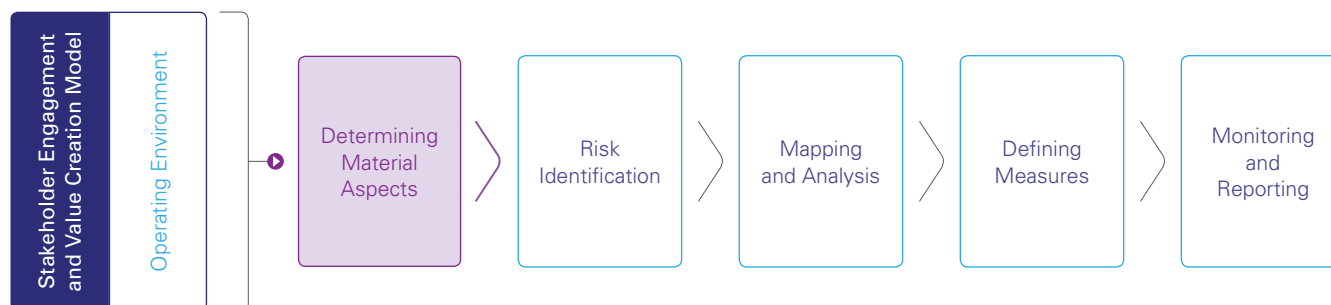 Stakeholder Engagement
and Value Creation Model
Operating Environment
Determining
Material
Aspects
Risk
Identification
Mapping
and Analysis
Defining
Measures
Monitoring
and
Reporting